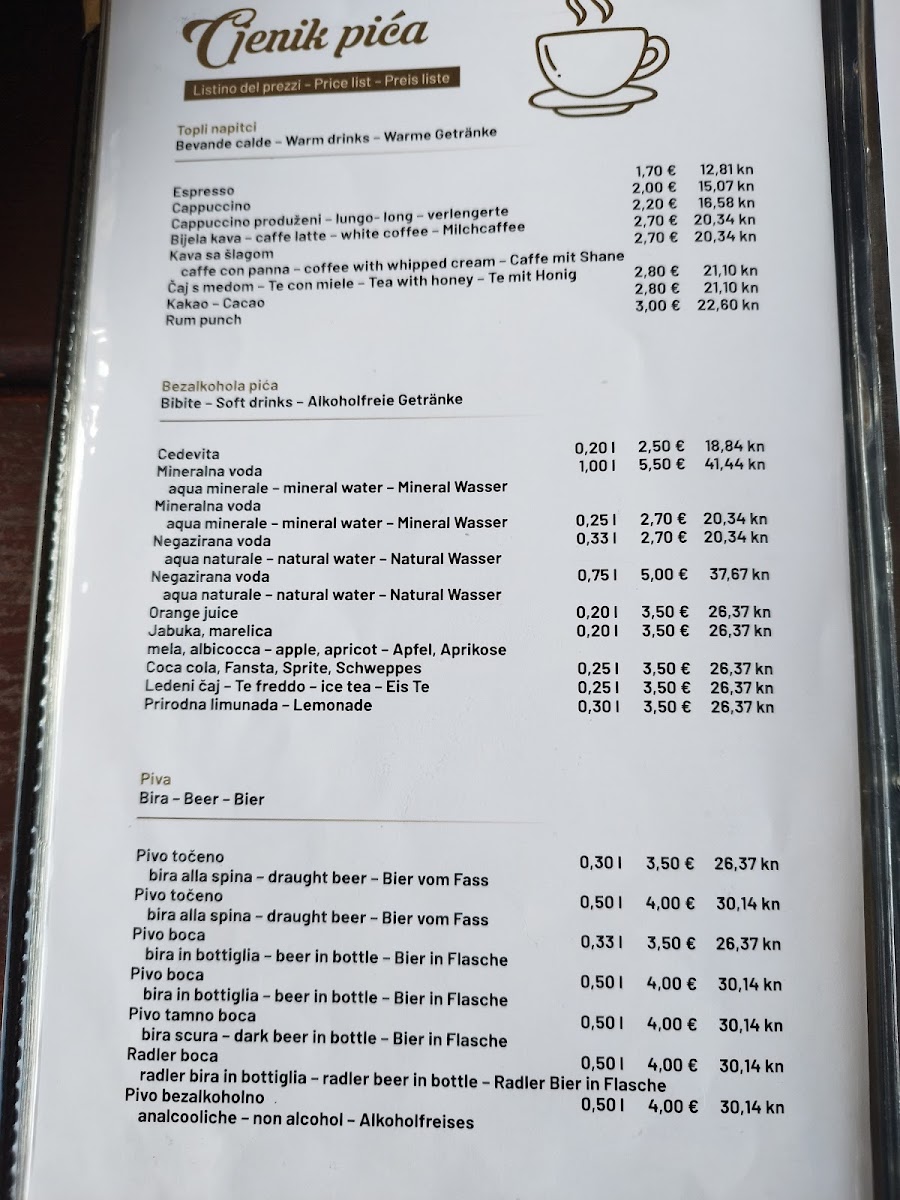 Cjenik pića
Listino del prezzi - Price list - Preis liste
Topli napitci
Bevande calde - Warm drinks - Warme Getränke
Espresso 1,70 € 12,81 kn
Cappuccino 2,00 € 15,07 kn
Cappuccino produženi - lungo- long - verlengerte 2,20 € 16,58 kn
Bijela kava - caffe latte - white coffee - Milchcaffee 2,70 € 20,34 kn
Kava sa šlagom 2,70 € 20,34 kn
caffe con panna - coffee with whipped cream - Caffe mit Shane
Čaj s medom - Te con miele - Tea with honey - Te mit Honig 2,80 € 21,10 kn
Kakao - Cacao 2,80 € 21,10 kn
Rum punch 3,00 € 22,60 kn
Bezalkohola pića
Bibite - Soft drinks - Alkoholfreie Getränke
Cedevita 0,20 l 2,50 € 18,84 kn
Mineralna voda 1,00 l 5,50 € 41,44 kn
aqua minerale - mineral water - Mineral Wasser
Mineralna voda
aqua minerale - mineral water - Mineral Wasser 0,25 l 2,70 € 20,34 kn
Negazirana voda 0,33 l 2,70 € 20,34 kn
aqua naturale - natural water - Natural Wasser
Negazirana voda 0,75 l 5,00 € 37,67 kn
aqua naturale - natural water - Natural Wasser
Orange juice 0,20 l 3,50 € 26,37 kn
Jabuka, marelica 0,20 l 3,50 € 26,37 kn
mela, albicocca - apple, apricot - Apfel, Aprikose
Coca cola, Fansta, Sprite, Schweppes 0,25 l 3,50 € 26,37 kn
Ledeni čaj - Te freddo - ice tea - Eis Te 0,25 l 3,50 € 26,37 kn
Prirodna limunada - Lemonade 0,30 l 3,50 € 26,37 kn
Piva
Bira - Beer - Bier
Pivo točeno 0,30 l 3,50 € 26,37 kn
bira alla spina - draught beer - Bier vom Fass
Pivo točeno 0,50 l 4,00 € 30,14 kn
bira alla spina - draught beer - Bier vom Fass
Pivo boca 0,33 l 3,50 € 26,37 kn
bira in bottiglia - beer in bottle - Bier in Flasche
Pivo boca 0,50 l 4,00 € 30,14 kn
bira in bottiglia - beer in bottle - Bier in Flasche
Pivo tamno boca 0,50 l 4,00 € 30,14 kn
bira scura - dark beer in bottle - Bier in Flasche
Radler boca 0,50 l 4,00 € 30,14 kn
radler bira in bottiglia - radler beer in bottle - Radler Bier in Flasche
Pivo bezalkoholno 0,50 l 4,00 € 30,14 kn
analcooliche - non alcohol - Alkoholfreises